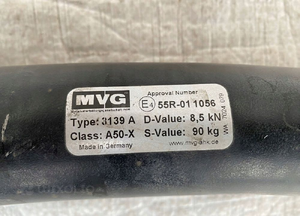 MVG
Approval Number
E4 55R-01 1056
Type: 3139 A D-Value: 8,5 kN
Class: A50-X S-Value: 90 kg
Made in Germany www.mvg-ahk.de